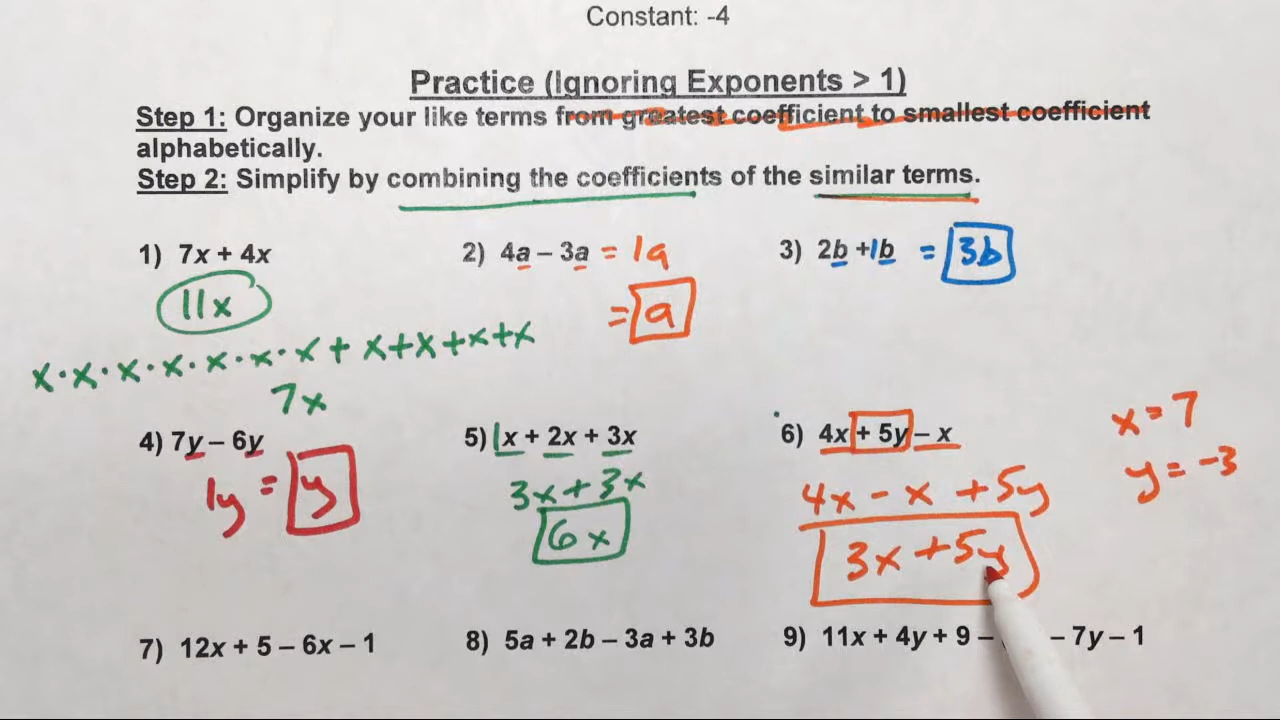 Constant: -4
Practice (Ignoring Exponents > 1)
Step 1: Organize your like terms from greatest coefficient to smallest coefficient
alphabetically.
Step 2: Simplify by combining the coefficients of the similar terms.
1) 7x + 4x
11x
x·x·x·x·x·x·x + x+x+x+x
7x
2) 4a – 3a = 1a
= a
3) 2b +1b = 3b
4) 7y – 6y
1y = y
5) 1x + 2x + 3x
3x+3x
6x
6) 4x + 5y – x
4x - x +5y
3x +5y
x=7
y=-3
7) 12x + 5 – 6x – 1
8) 5a + 2b – 3a + 3b
9) 11x + 4y + 9 – – 7y – 1